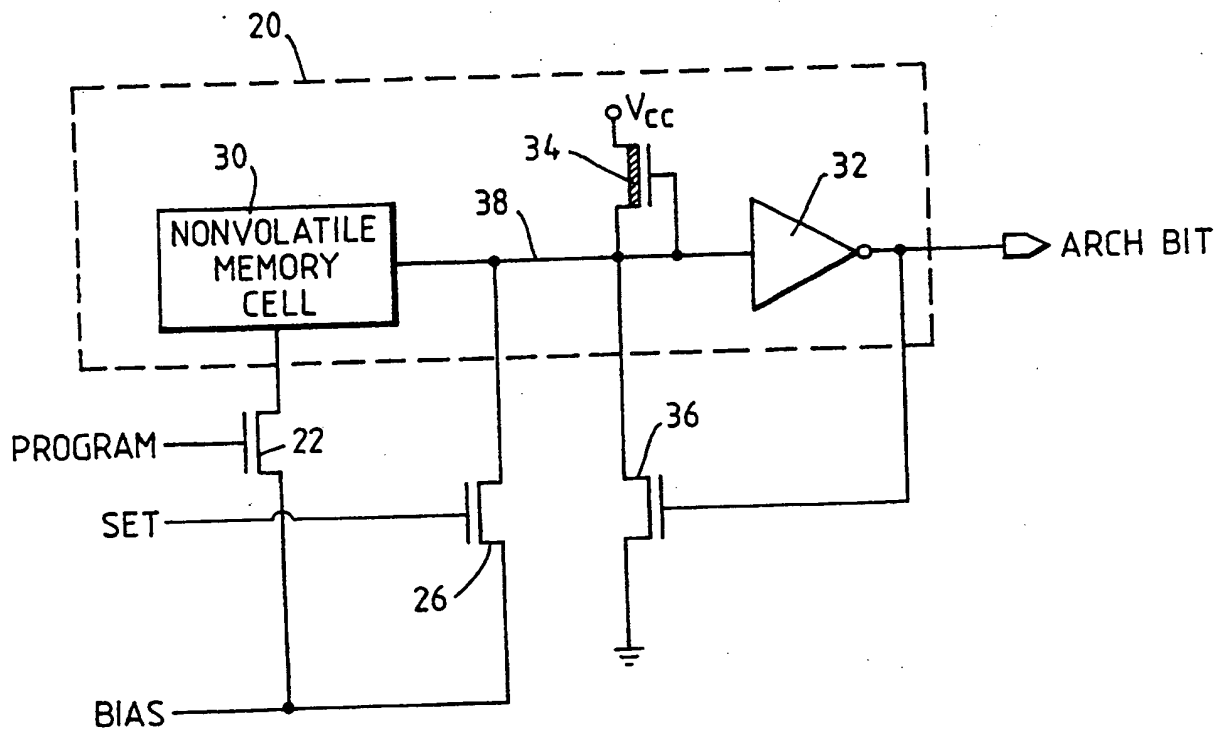 20
VCC
34
30
32
38
NONVOLATILE
MEMORY
CELL
ARCH BIT
36
PROGRAM
22
SET
26
BIAS